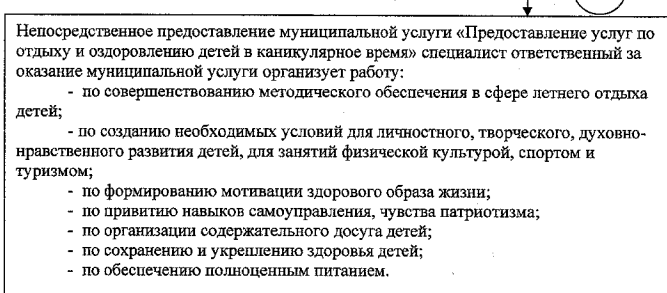 Непосредственное предоставление муниципальной услуги «Предоставление услуг по
отдыху и оздоровлению детей в каникулярное время» специалист ответственный за
оказание муниципальной услуги организует работу:
- по совершенствованию методического обеспечения в сфере летнего отдыха
детей;
- по созданию необходимых условий для личностного, творческого, духовно-
нравственного развития детей, для занятий физической культурой, спортом и
туризмом;
- по формированию мотивации здорового образа жизни;
- по привитию навыков самоуправления, чувства патриотизма;
- по организации содержательного досуга детей;
- по сохранению и укреплению здоровья детей;
- по обеспечению полноценным питанием.